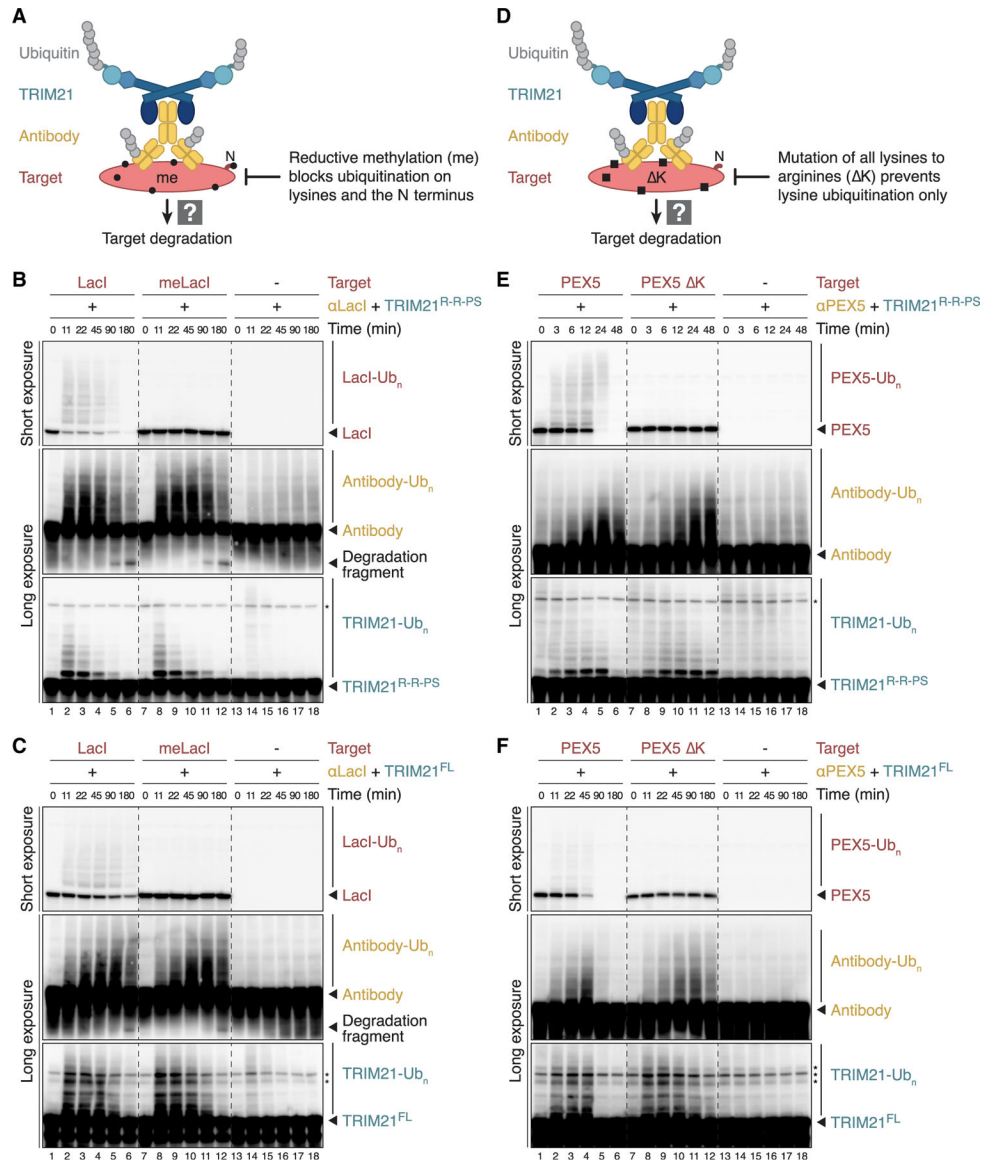 A
Ubiquitin
TRIM21
Antibody
Target
N
me
Reductive methylation (me)
blocks ubiquitination on
lysines and the N terminus
?
Target degradation
D
Ubiquitin
TRIM21
Antibody
Target
N
ΔK
Mutation of all lysines to
arginines (ΔK) prevents
lysine ubiquitination only
?
Target degradation
B
LacI meLacI - Target
+ + + αLacI + TRIM21R-R-PS
0 11 22 45 90 180 0 11 22 45 90 180 0 11 22 45 90 180 Time (min)
Short exposure
LacI-Ubn
LacI
Long exposure
Antibody-Ubn
Antibody
Degradation
fragment
*
TRIM21-Ubn
TRIM21R-R-PS
1 2 3 4 5 6 7 8 9 10 11 12 13 14 15 16 17 18
E
PEX5 PEX5 ΔK - Target
+ + + αPEX5 + TRIM21R-R-PS
0 3 6 12 24 48 0 3 6 12 24 48 0 3 6 12 24 48 Time (min)
Short exposure
PEX5-Ubn
PEX5
Long exposure
Antibody-Ubn
Antibody
*
TRIM21-Ubn
TRIM21R-R-PS
1 2 3 4 5 6 7 8 9 10 11 12 13 14 15 16 17 18
C
LacI meLacI - Target
+ + + αLacI + TRIM21FL
0 11 22 45 90 180 0 11 22 45 90 180 0 11 22 45 90 180 Time (min)
Short exposure
LacI-Ubn
LacI
Long exposure
Antibody-Ubn
Antibody
Degradation
fragment
*
*
TRIM21-Ubn
TRIM21FL
1 2 3 4 5 6 7 8 9 10 11 12 13 14 15 16 17 18
F
PEX5 PEX5 ΔK - Target
+ + + αPEX5 + TRIM21FL
0 11 22 45 90 180 0 11 22 45 90 180 0 11 22 45 90 180 Time (min)
Short exposure
PEX5-Ubn
PEX5
Long exposure
Antibody-Ubn
Antibody
*
*
*
TRIM21-Ubn
TRIM21FL
1 2 3 4 5 6 7 8 9 10 11 12 13 14 15 16 17 18